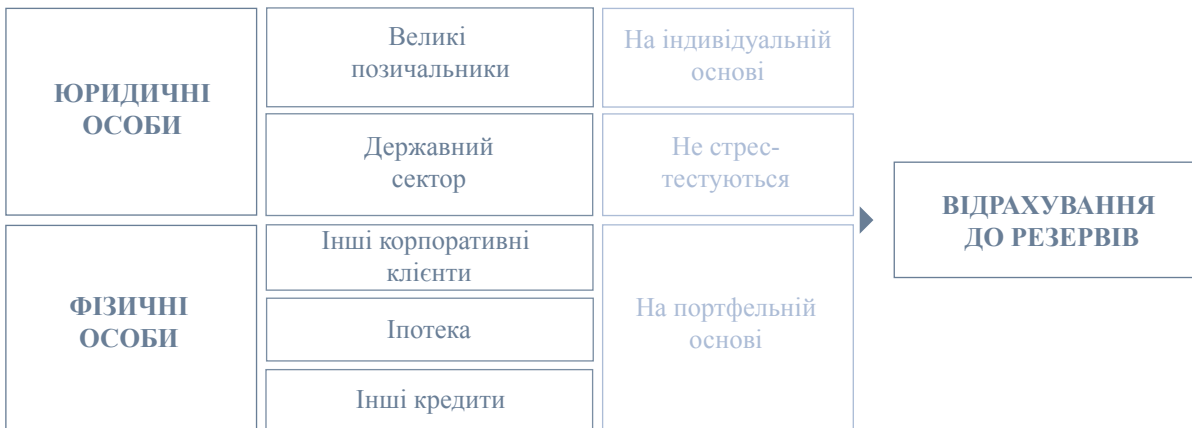 ЮРИДИЧНІ
ОСОБИ
Великі
позичальники
На індивідуальній
основі
Державний
сектор
Не стрес-
тестуються
ВІДРАХУВАННЯ
ДО РЕЗЕРВІВ
ФІЗИЧНІ
ОСОБИ
Інші корпоративні
клієнти
Іпотека
Інші кредити
На портфельній
основі